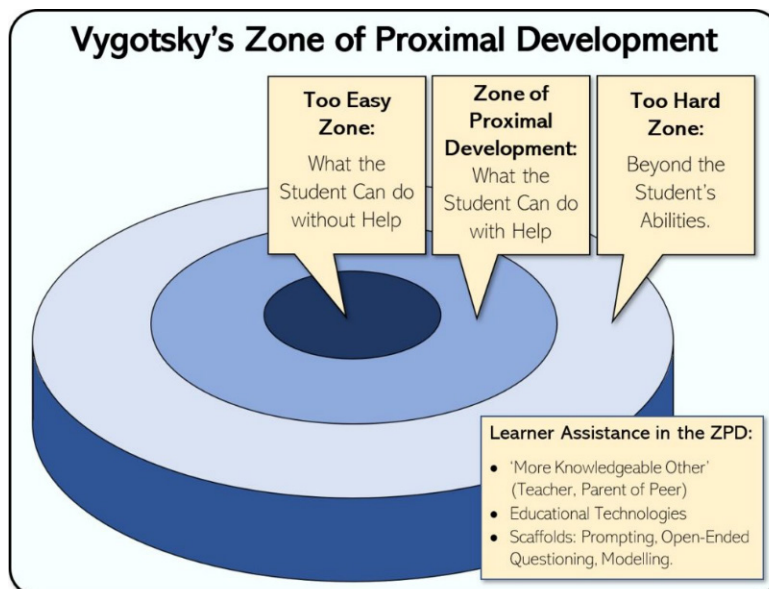 Vygotsky's Zone of Proximal Development
Too Easy
Zone:
What the
Student Can do
without Help
Zone of
Proximal
Development:
What the
Student Can do
with Help
Too Hard
Zone:
Beyond the
Student's
Abilities.
Learner Assistance in the ZPD:
• 'More Knowledgeable Other'
(Teacher, Parent of Peer)
• Educational Technologies
• Scaffolds: Prompting, Open-Ended
Questioning, Modelling.